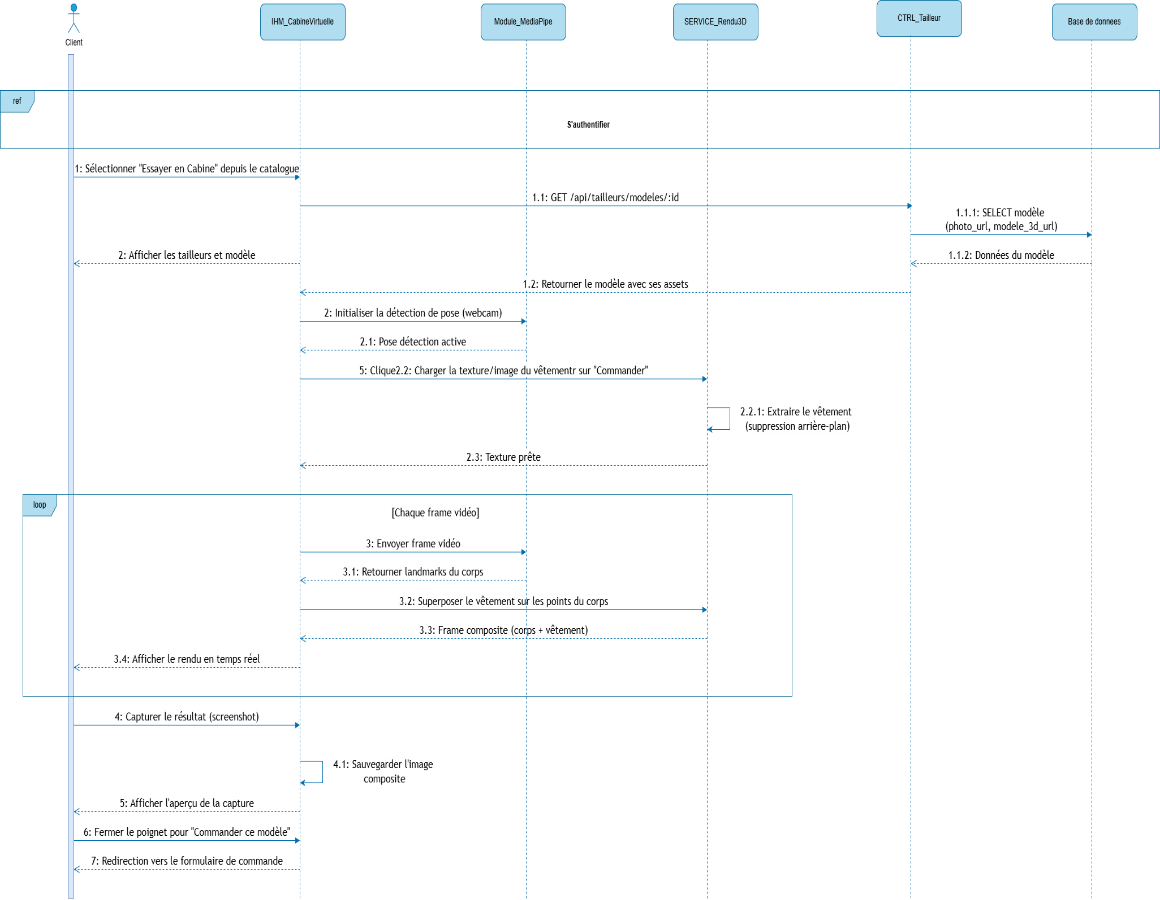 Client
IHM_CabineVirtuelle
Module_MediaPipe
SERVICE_Rendu3D
CTRL_Tailleur
Base de donnees
ref
S'authentifier
1: Sélectionner "Essayer en Cabine" depuis le catalogue
1.1: GET /api/tailleurs/modeles/:id
1.1.1: SELECT modèle
(photo_url, modele_3d_url)
2: Afficher les tailleurs et modèle
1.1.2: Données du modèle
1.2: Retourner le modèle avec ses assets
2: Initialiser la détection de pose (webcam)
2.1: Pose détection active
5: Clique2.2: Charger la texture/image du vêtementr sur "Commander"
2.2.1: Extraire le vêtement
(suppression arrière-plan)
2.3: Texture prête
loop
[Chaque frame vidéo]
3: Envoyer frame vidéo
3.1: Retourner landmarks du corps
3.2: Superposer le vêtement sur les points du corps
3.3: Frame composite (corps + vêtement)
3.4: Afficher le rendu en temps réel
4: Capturer le résultat (screenshot)
4.1: Sauvegarder l'image
composite
5: Afficher l'aperçu de la capture
6: Fermer le poignet pour "Commander ce modèle"
7: Redirection vers le formulaire de commande